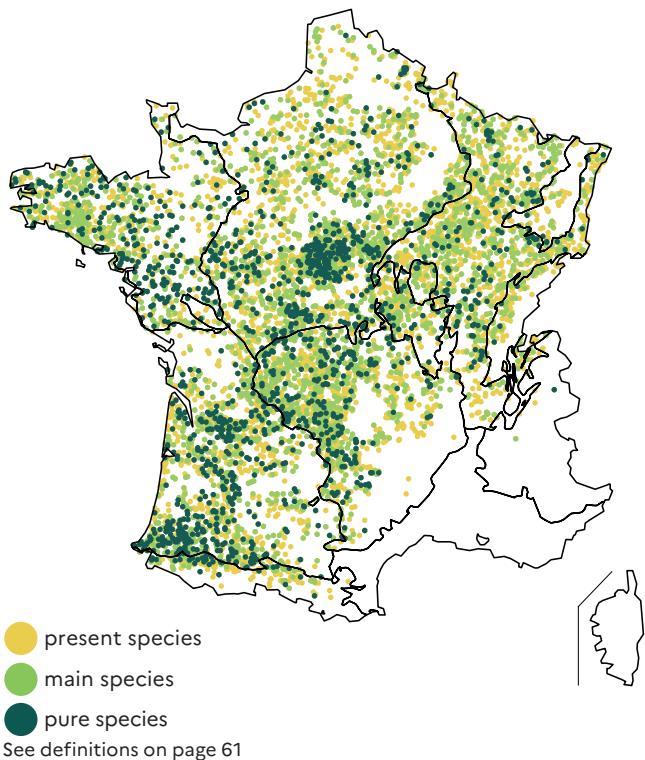 present species
main species
pure species
See definitions on page 61